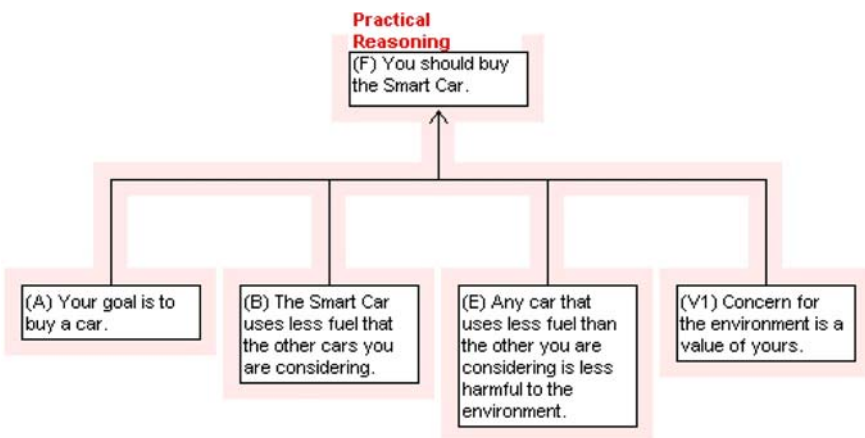 Practical
Reasoning
(F) You should buy
the Smart Car.
(A) Your goal is to
buy a car.
(B) The Smart Car
uses less fuel that
the other cars you
are considering.
(E) Any car that
uses less fuel than
the other you are
considering is less
harmful to the
environment.
(V1) Concern for
the environment is a
value of yours.